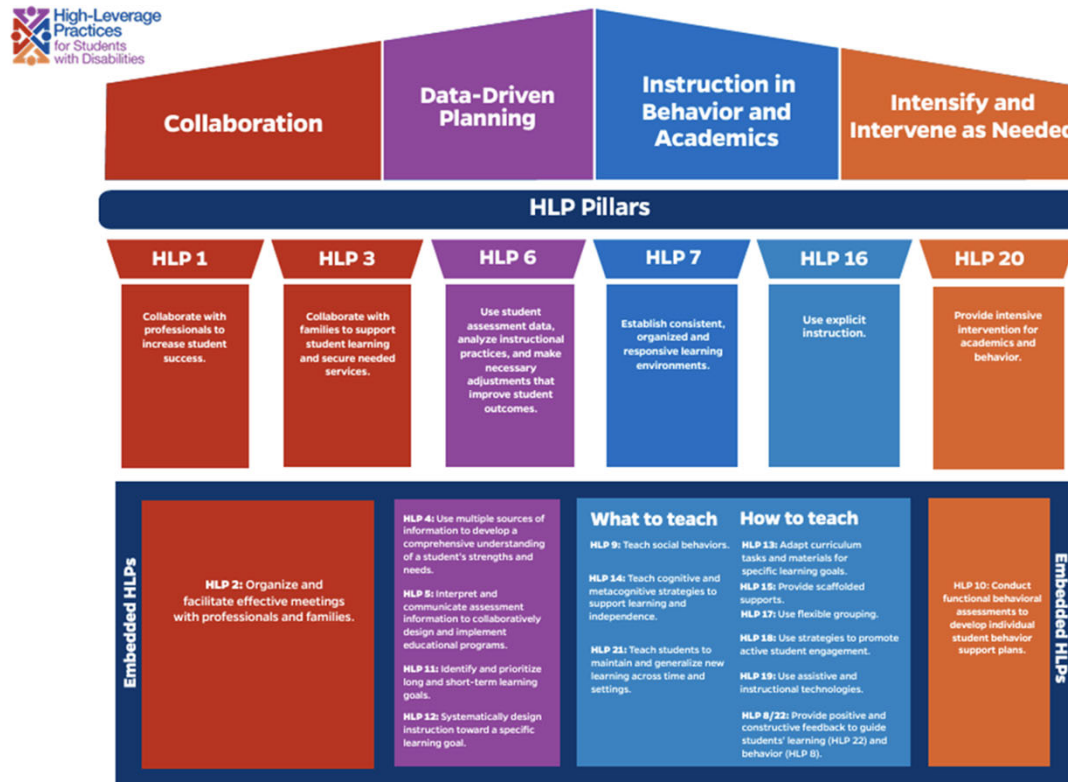 High-Leverage
Practices
for Students
with Disabilities
Collaboration
Data-Driven
Planning
Instruction in
Behavior and
Academics
Intensify and
Intervene as Needed
HLP Pillars
HLP 1
Collaborate with
professionals to
increase student
success.
HLP 3
Collaborate with
families to support
student learning
and secure needed
services.
HLP 6
Use student
assessment data,
analyze instructional
practices, and make
necessary
adjustments that
improve student
outcomes.
HLP 7
Establish consistent,
organized and
responsive learning
environments.
HLP 16
Use explicit
instruction.
HLP 20
Provide intensive
intervention for
academics and
behavior.
Embedded HLPs
HLP 2: Organize and
facilitate effective meetings
with professionals and families.
HLP 4: Use multiple sources of
information to develop a
comprehensive understanding
of a student's strengths and
needs.
HLP 5: Interpret and
communicate assessment
information to collaboratively
design and implement
educational programs.
HLP 11: Identify and prioritize
long and short-term learning
goals.
HLP 12: Systematically design
instruction toward a specific
learning goal.
What to teach
HLP 9: Teach social behaviors.
HLP 14: Teach cognitive and
metacognitive strategies to
support learning and
independence.
HLP 21: Teach students to
maintain and generalize new
learning across time and
settings.
How to teach
HLP 13: Adapt curriculum
tasks and materials for
specific learning goals.
HLP 15: Provide scaffolded
supports.
HLP 17: Use flexible grouping.
HLP 18: Use strategies to promote
active student engagement.
HLP 19: Use assistive and
instructional technologies.
HLP 8/22: Provide positive and
constructive feedback to guide
students' learning (HLP 22) and
behavior (HLP 8).
HLP 10: Conduct
functional behavioral
assessments to
develop individual
student behavior
support plans.
Embedded HLPs